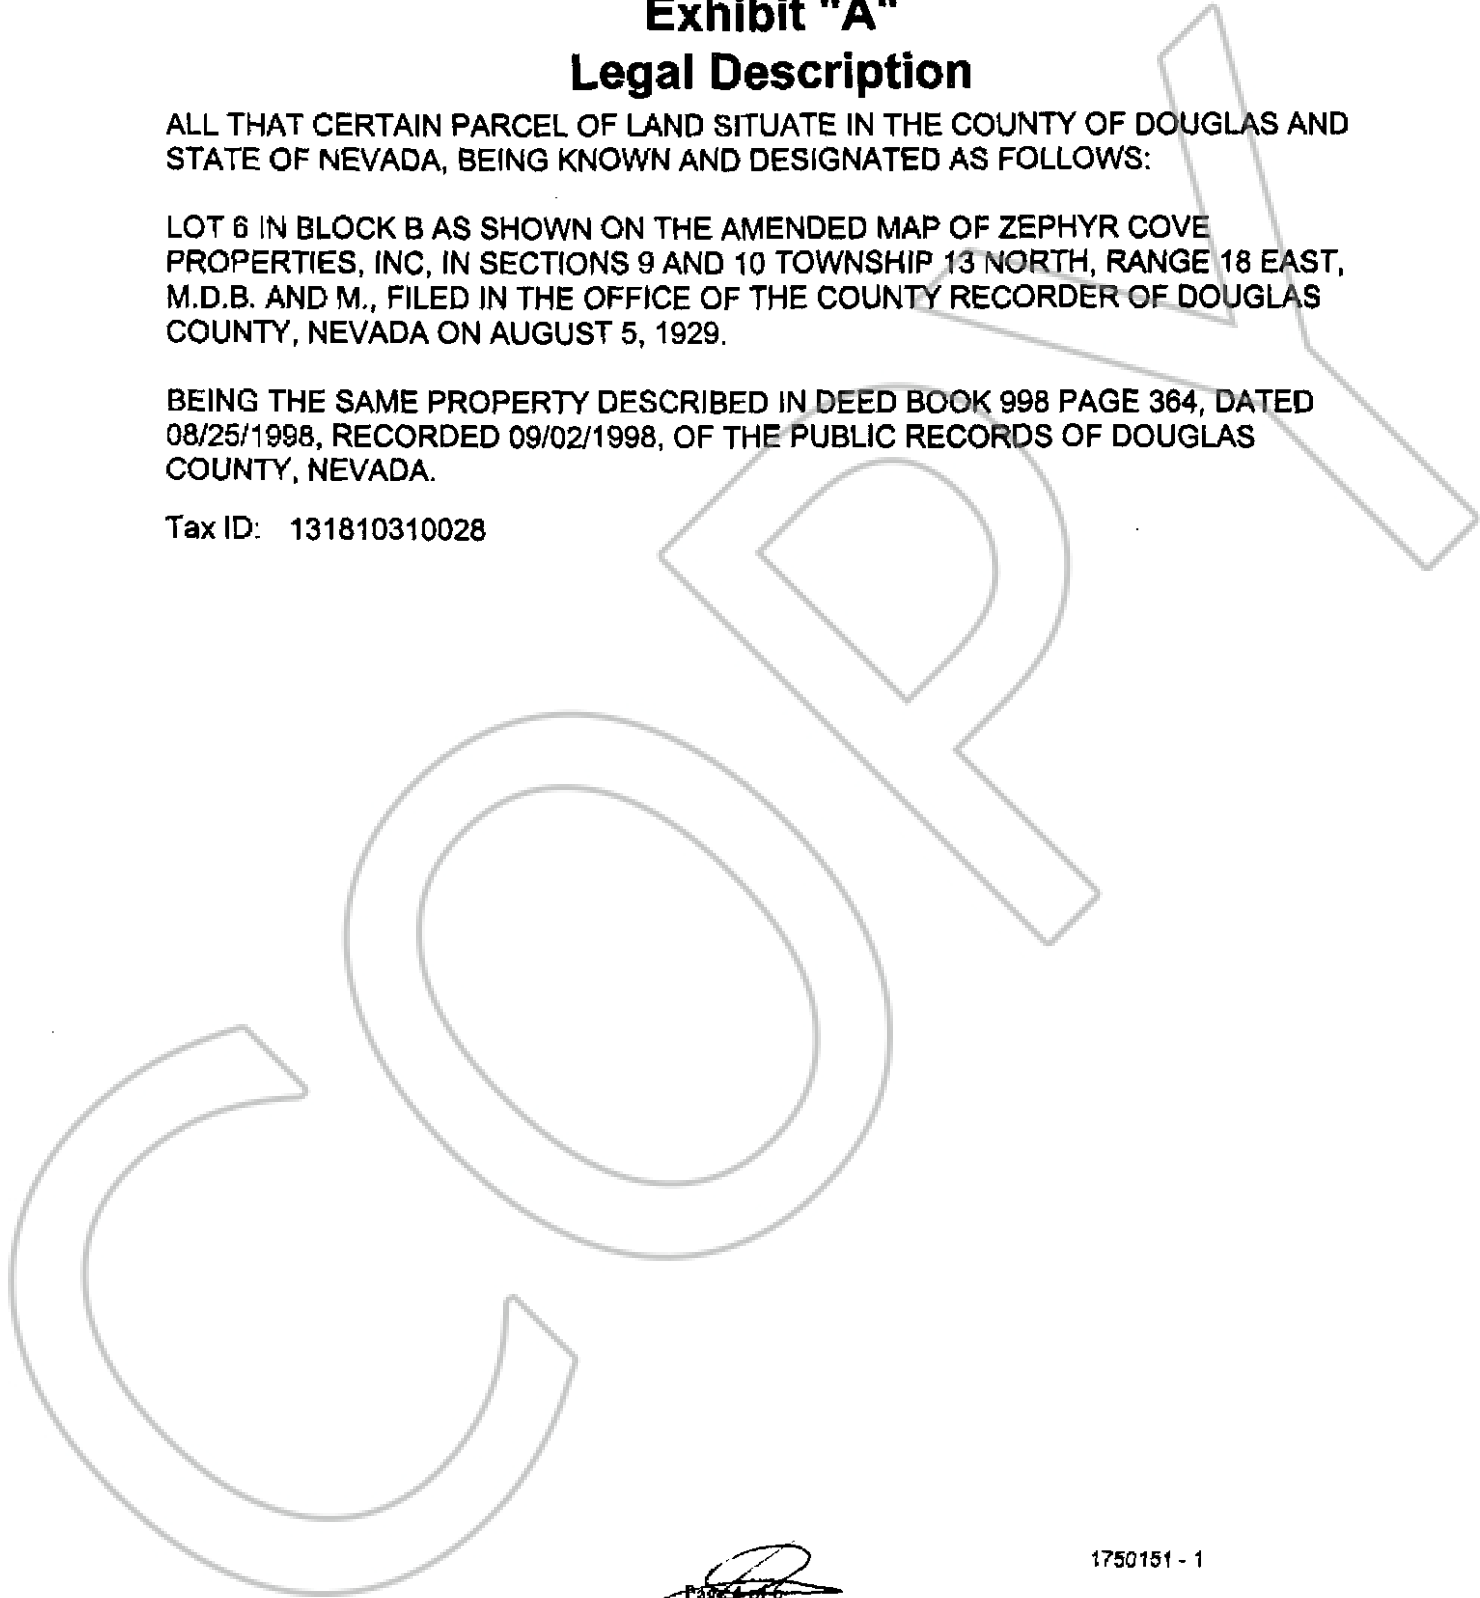 Exhibit "A"
Legal Description
ALL THAT CERTAIN PARCEL OF LAND SITUATE IN THE COUNTY OF DOUGLAS AND
STATE OF NEVADA, BEING KNOWN AND DESIGNATED AS FOLLOWS:
LOT 6 IN BLOCK B AS SHOWN ON THE AMENDED MAP OF ZEPHYR COVE
PROPERTIES, INC, IN SECTIONS 9 AND 10 TOWNSHIP 13 NORTH, RANGE 18 EAST,
M.D.B. AND M., FILED IN THE OFFICE OF THE COUNTY RECORDER OF DOUGLAS
COUNTY, NEVADA ON AUGUST 5, 1929.
BEING THE SAME PROPERTY DESCRIBED IN DEED BOOK 998 PAGE 364, DATED
08/25/1998, RECORDED 09/02/1998, OF THE PUBLIC RECORDS OF DOUGLAS
COUNTY, NEVADA.
Tax ID: 131810310028
COPY
1750151 - 1
Page of